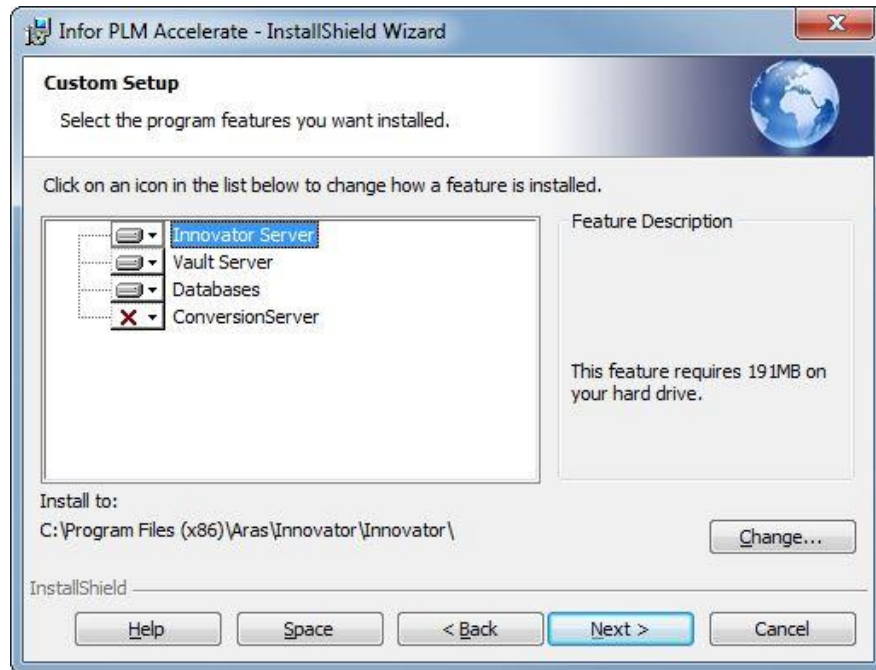 Infor PLM Accelerate - InstallShield Wizard
Custom Setup
Select the program features you want installed.
Click on an icon in the list below to change how a feature is installed.
Innovator Server
Vault Server
Databases
ConversionServer
Feature Description
This feature requires 191MB on
your hard drive.
Install to:
C:\Program Files (x86)\Aras\Innovator\Innovator\
Change...
InstallShield
Help
Space
< Back
Next >
Cancel